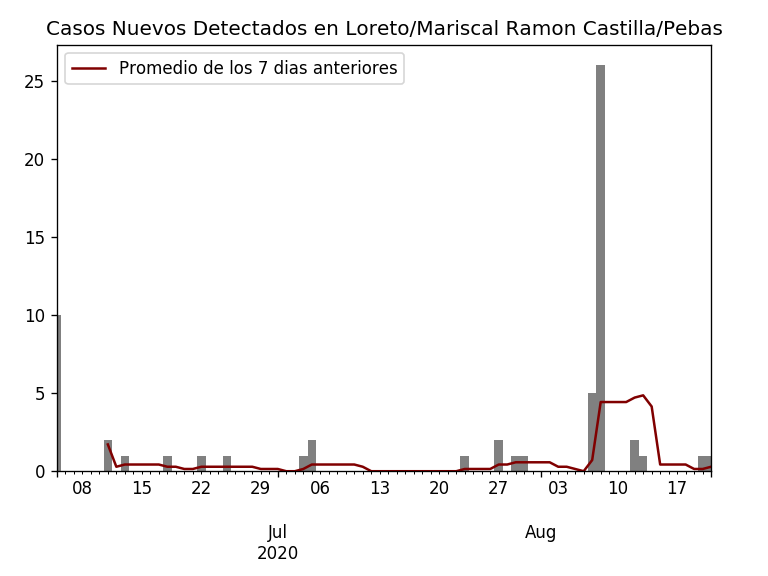 Casos Nuevos Detectados en Loreto/Mariscal Ramon Castilla/Pebas
Promedio de los 7 dias anteriores
25
20
15
10
5
0
08 15 22 29 06 13 20 27 03 10 17
Jul Aug
2020